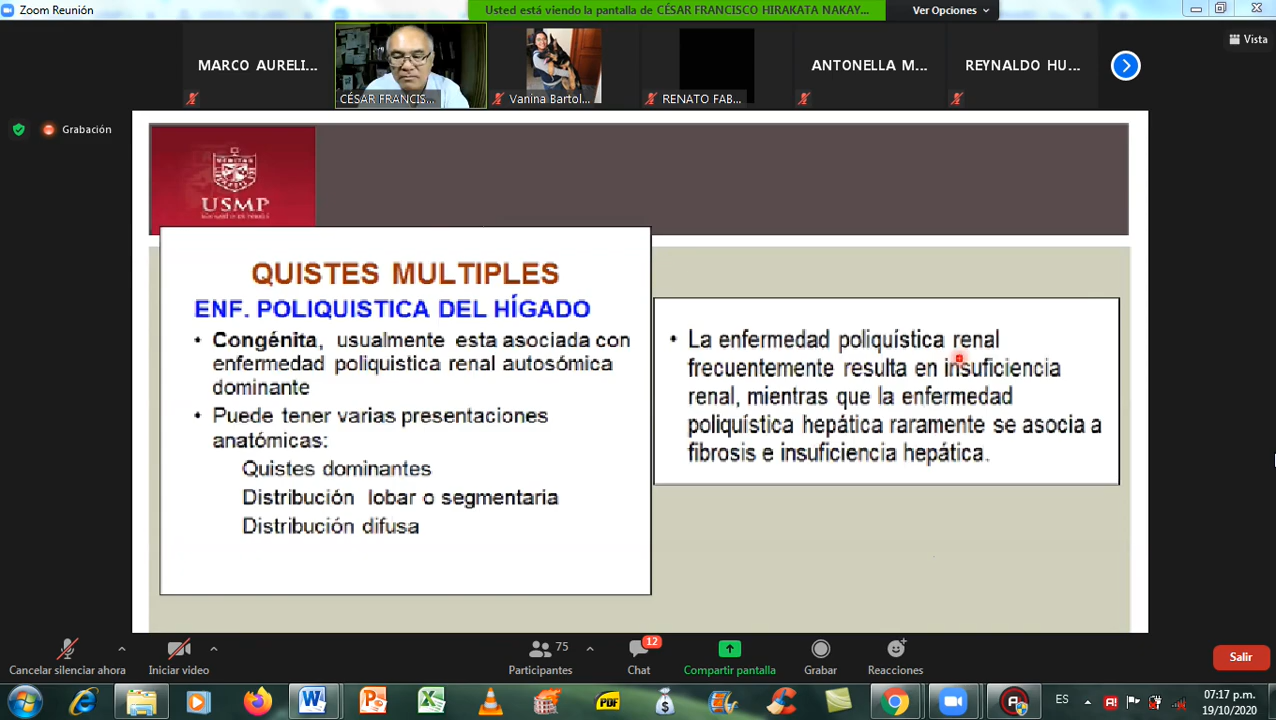 Zoom Reunión
Usted está viendo la pantalla de CÉSAR FRANCISCO HIRAKATA NAKAY...
Ver Opciones
Vista
MARCO AURELI...
CÉSAR FRANCIS...
Vanina Bartol...
RENATO FAB...
ANTONELLA M...
REYNALDO HU...
Grabación
USMP
QUISTES MULTIPLES
ENF. POLIQUISTICA DEL HÍGADO
• Congénita, usualmente esta asociada con
enfermedad poliquistica renal autosómica
dominante
• Puede tener varias presentaciones
anatómicas:
Quistes dominantes
Distribución lobar o segmentaria
Distribución difusa
• La enfermedad poliquística renal
frecuentemente resulta en insuficiencia
renal, mientras que la enfermedad
poliquística hepática raramente se asocia a
fibrosis e insuficiencia hepática.
Cancelar silenciar ahora
Iniciar video
75
Participantes
12
Chat
Compartir pantalla
Grabar
Reacciones
Salir
PDF
ES
07:17 p.m.
19/10/2020